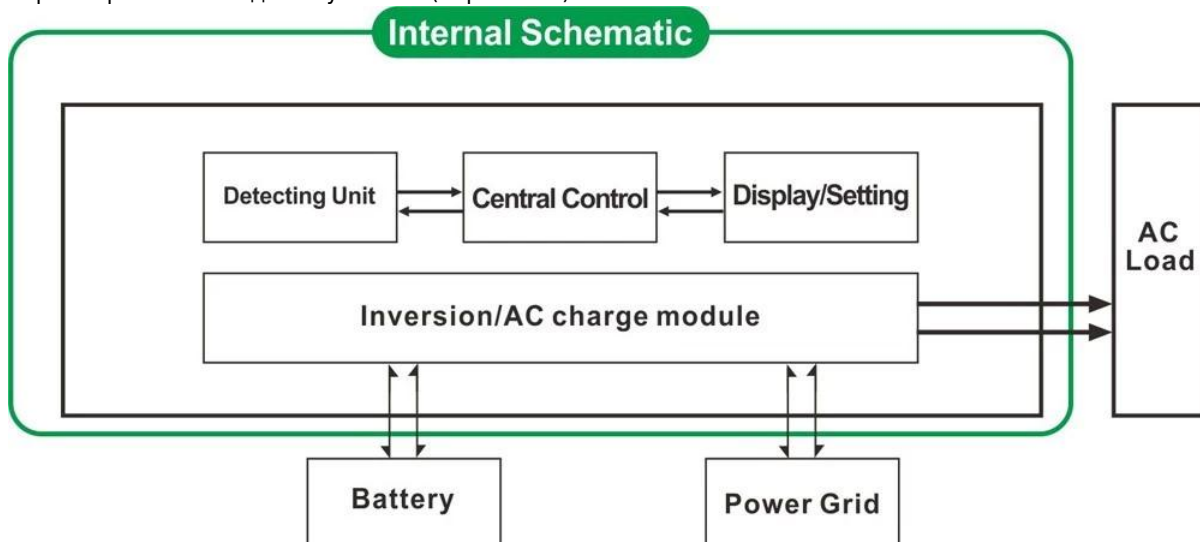 Internal Schematic
Detecting Unit
Central Control
Display/Setting
AC
Load
Inversion/AC charge module
Battery
Power Grid